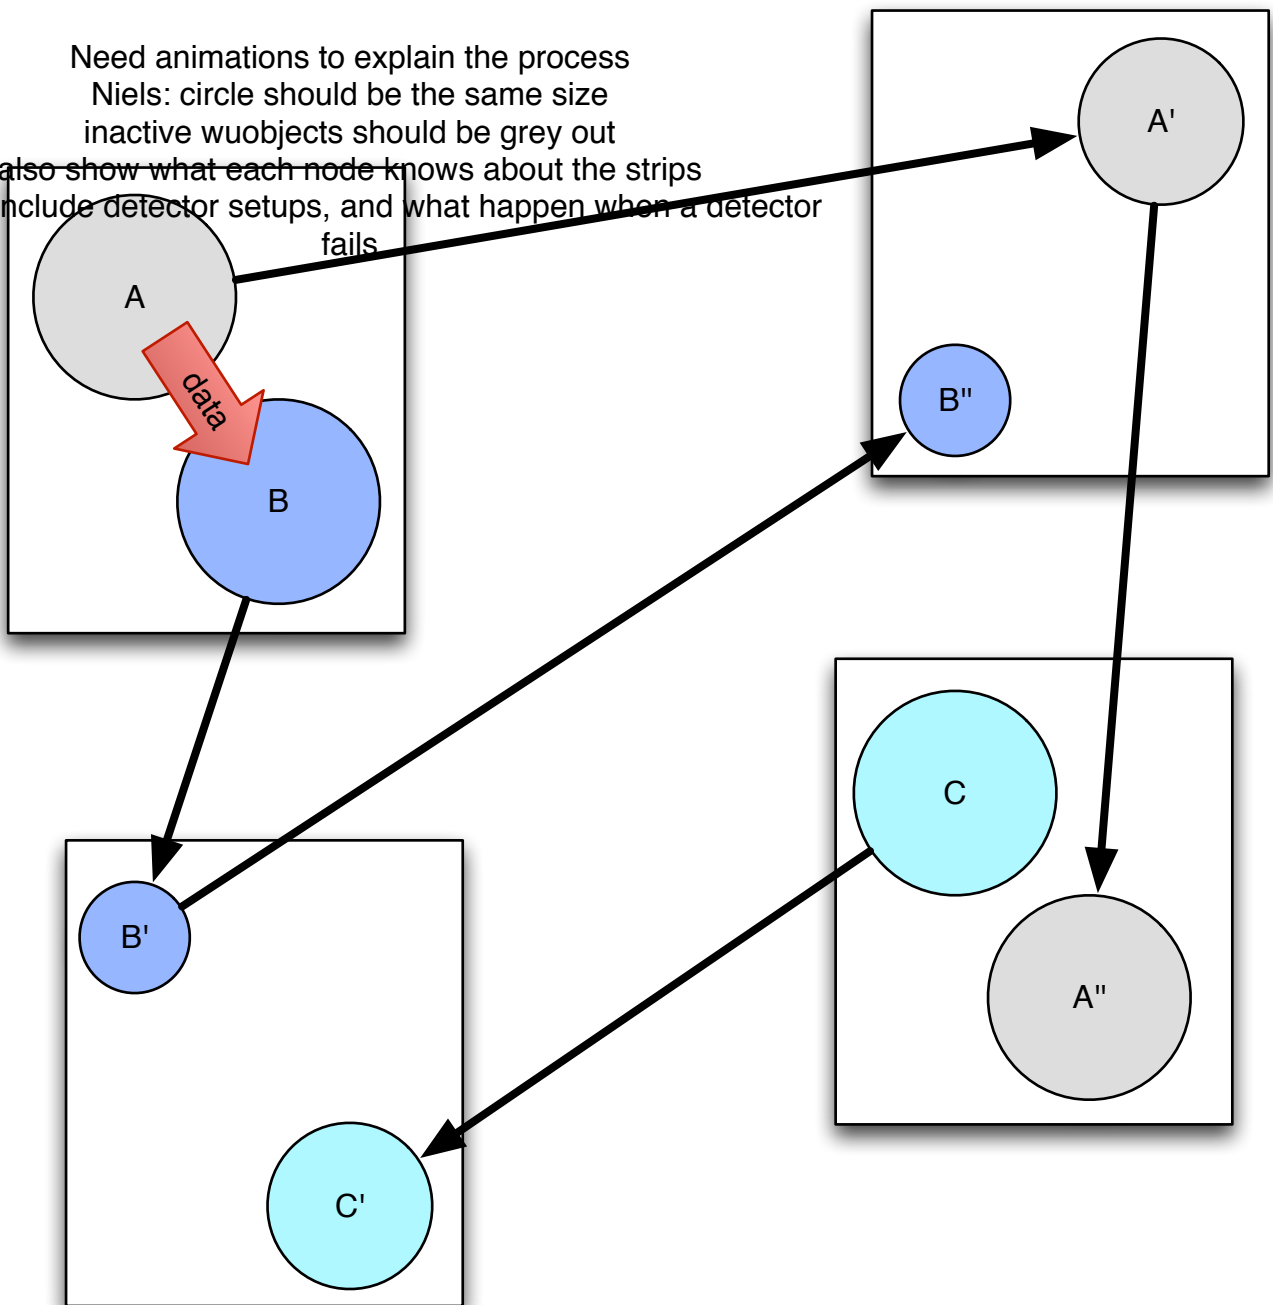 Need animations to explain the process
Niels: circle should be the same size
inactive wuobjects should be grey out
also show what each node knows about the strips
nclude detector setups, and what happen when a detector
fails
A'
A
data
B"
B
C
B'
A"
C'